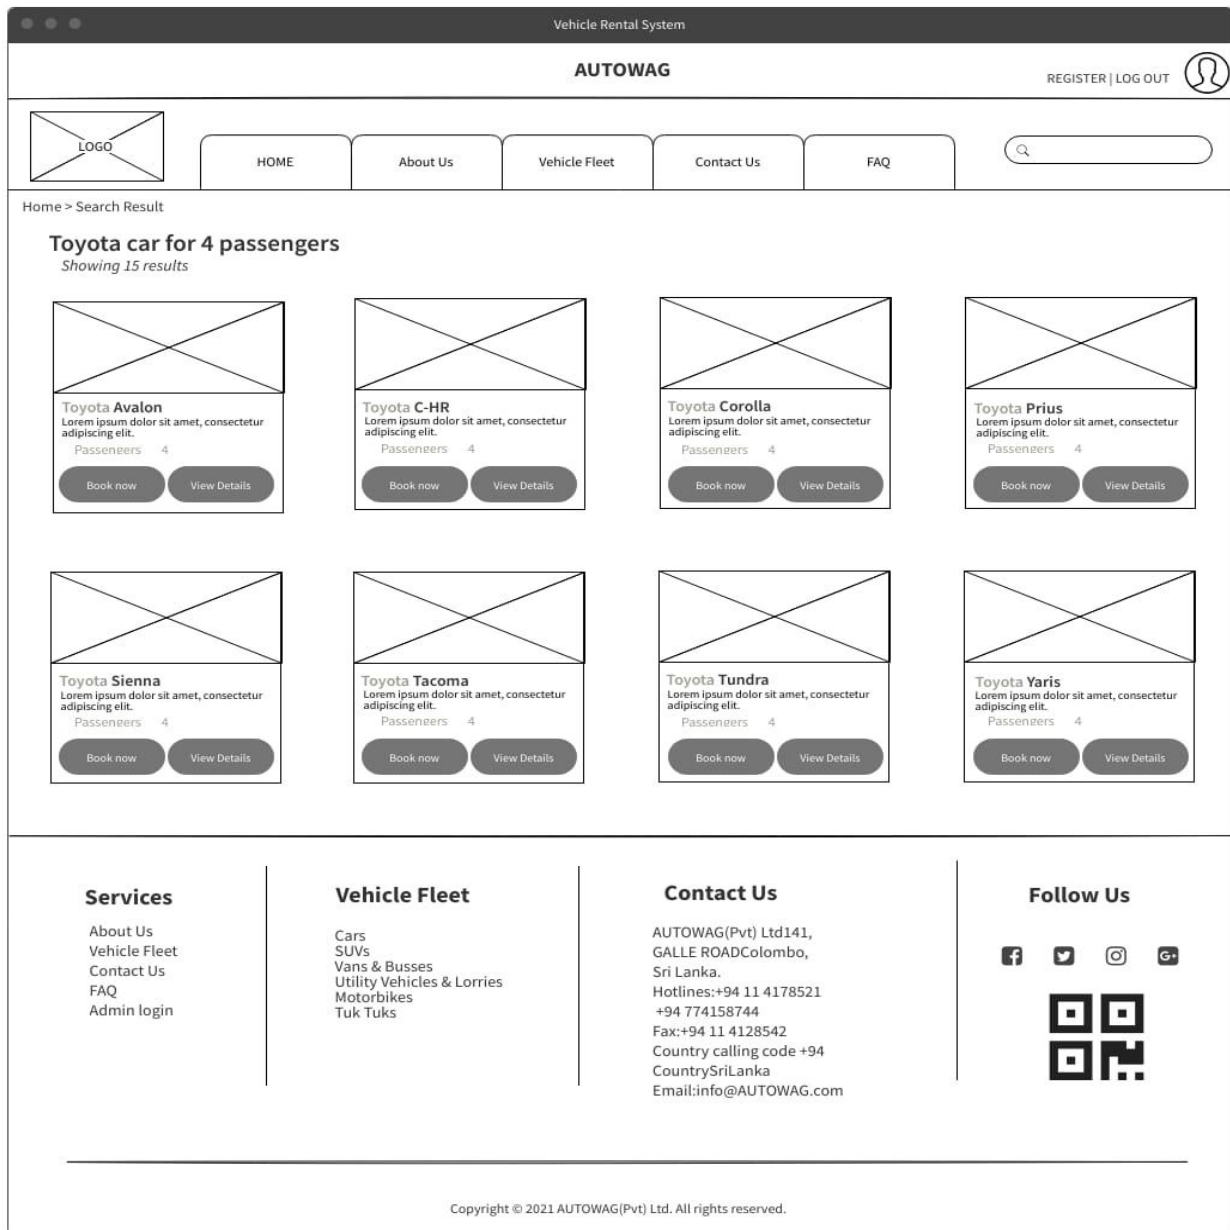 Vehicle Rental System
AUTOWAG
REGISTER | LOG OUT
LOGO
HOME
About Us
Vehicle Fleet
Contact Us
FAQ
Home > Search Result
Toyota car for 4 passengers
Showing 15 results
Toyota Avalon
Lorem ipsum dolor sit amet, consectetur
adipiscing elit.
Passengers 4
Book now
View Details
Toyota C-HR
Lorem ipsum dolor sit amet, consectetur
adipiscing elit.
Passengers 4
Book now
View Details
Toyota Corolla
Lorem ipsum dolor sit amet, consectetur
adipiscing elit.
Passengers 4
Book now
View Details
Toyota Prius
Lorem ipsum dolor sit amet, consectetur
adipiscing elit.
Passengers 4
Book now
View Details
Toyota Sienna
Lorem ipsum dolor sit amet, consectetur
adipiscing elit.
Passengers 4
Book now
View Details
Toyota Tacoma
Lorem ipsum dolor sit amet, consectetur
adipiscing elit.
Passengers 4
Book now
View Details
Toyota Tundra
Lorem ipsum dolor sit amet, consectetur
adipiscing elit.
Passengers 4
Book now
View Details
Toyota Yaris
Lorem ipsum dolor sit amet, consectetur
adipiscing elit.
Passengers 4
Book now
View Details
Services
About Us
Vehicle Fleet
Contact Us
FAQ
Admin login
Vehicle Fleet
Cars
SUVs
Vans & Busses
Utility Vehicles & Lorries
Motorbikes
Tuk Tuks
Contact Us
AUTOWAG(Pvt) Ltd141,
GALLE ROADColombo,
Sri Lanka.
Hotlines:+94 11 4178521
+94 774158744
Fax:+94 11 4128542
Country calling code +94
CountrySriLanka
Email:info@AUTOWAG.com
Follow Us
Copyright © 2021 AUTOWAG(Pvt) Ltd. All rights reserved.